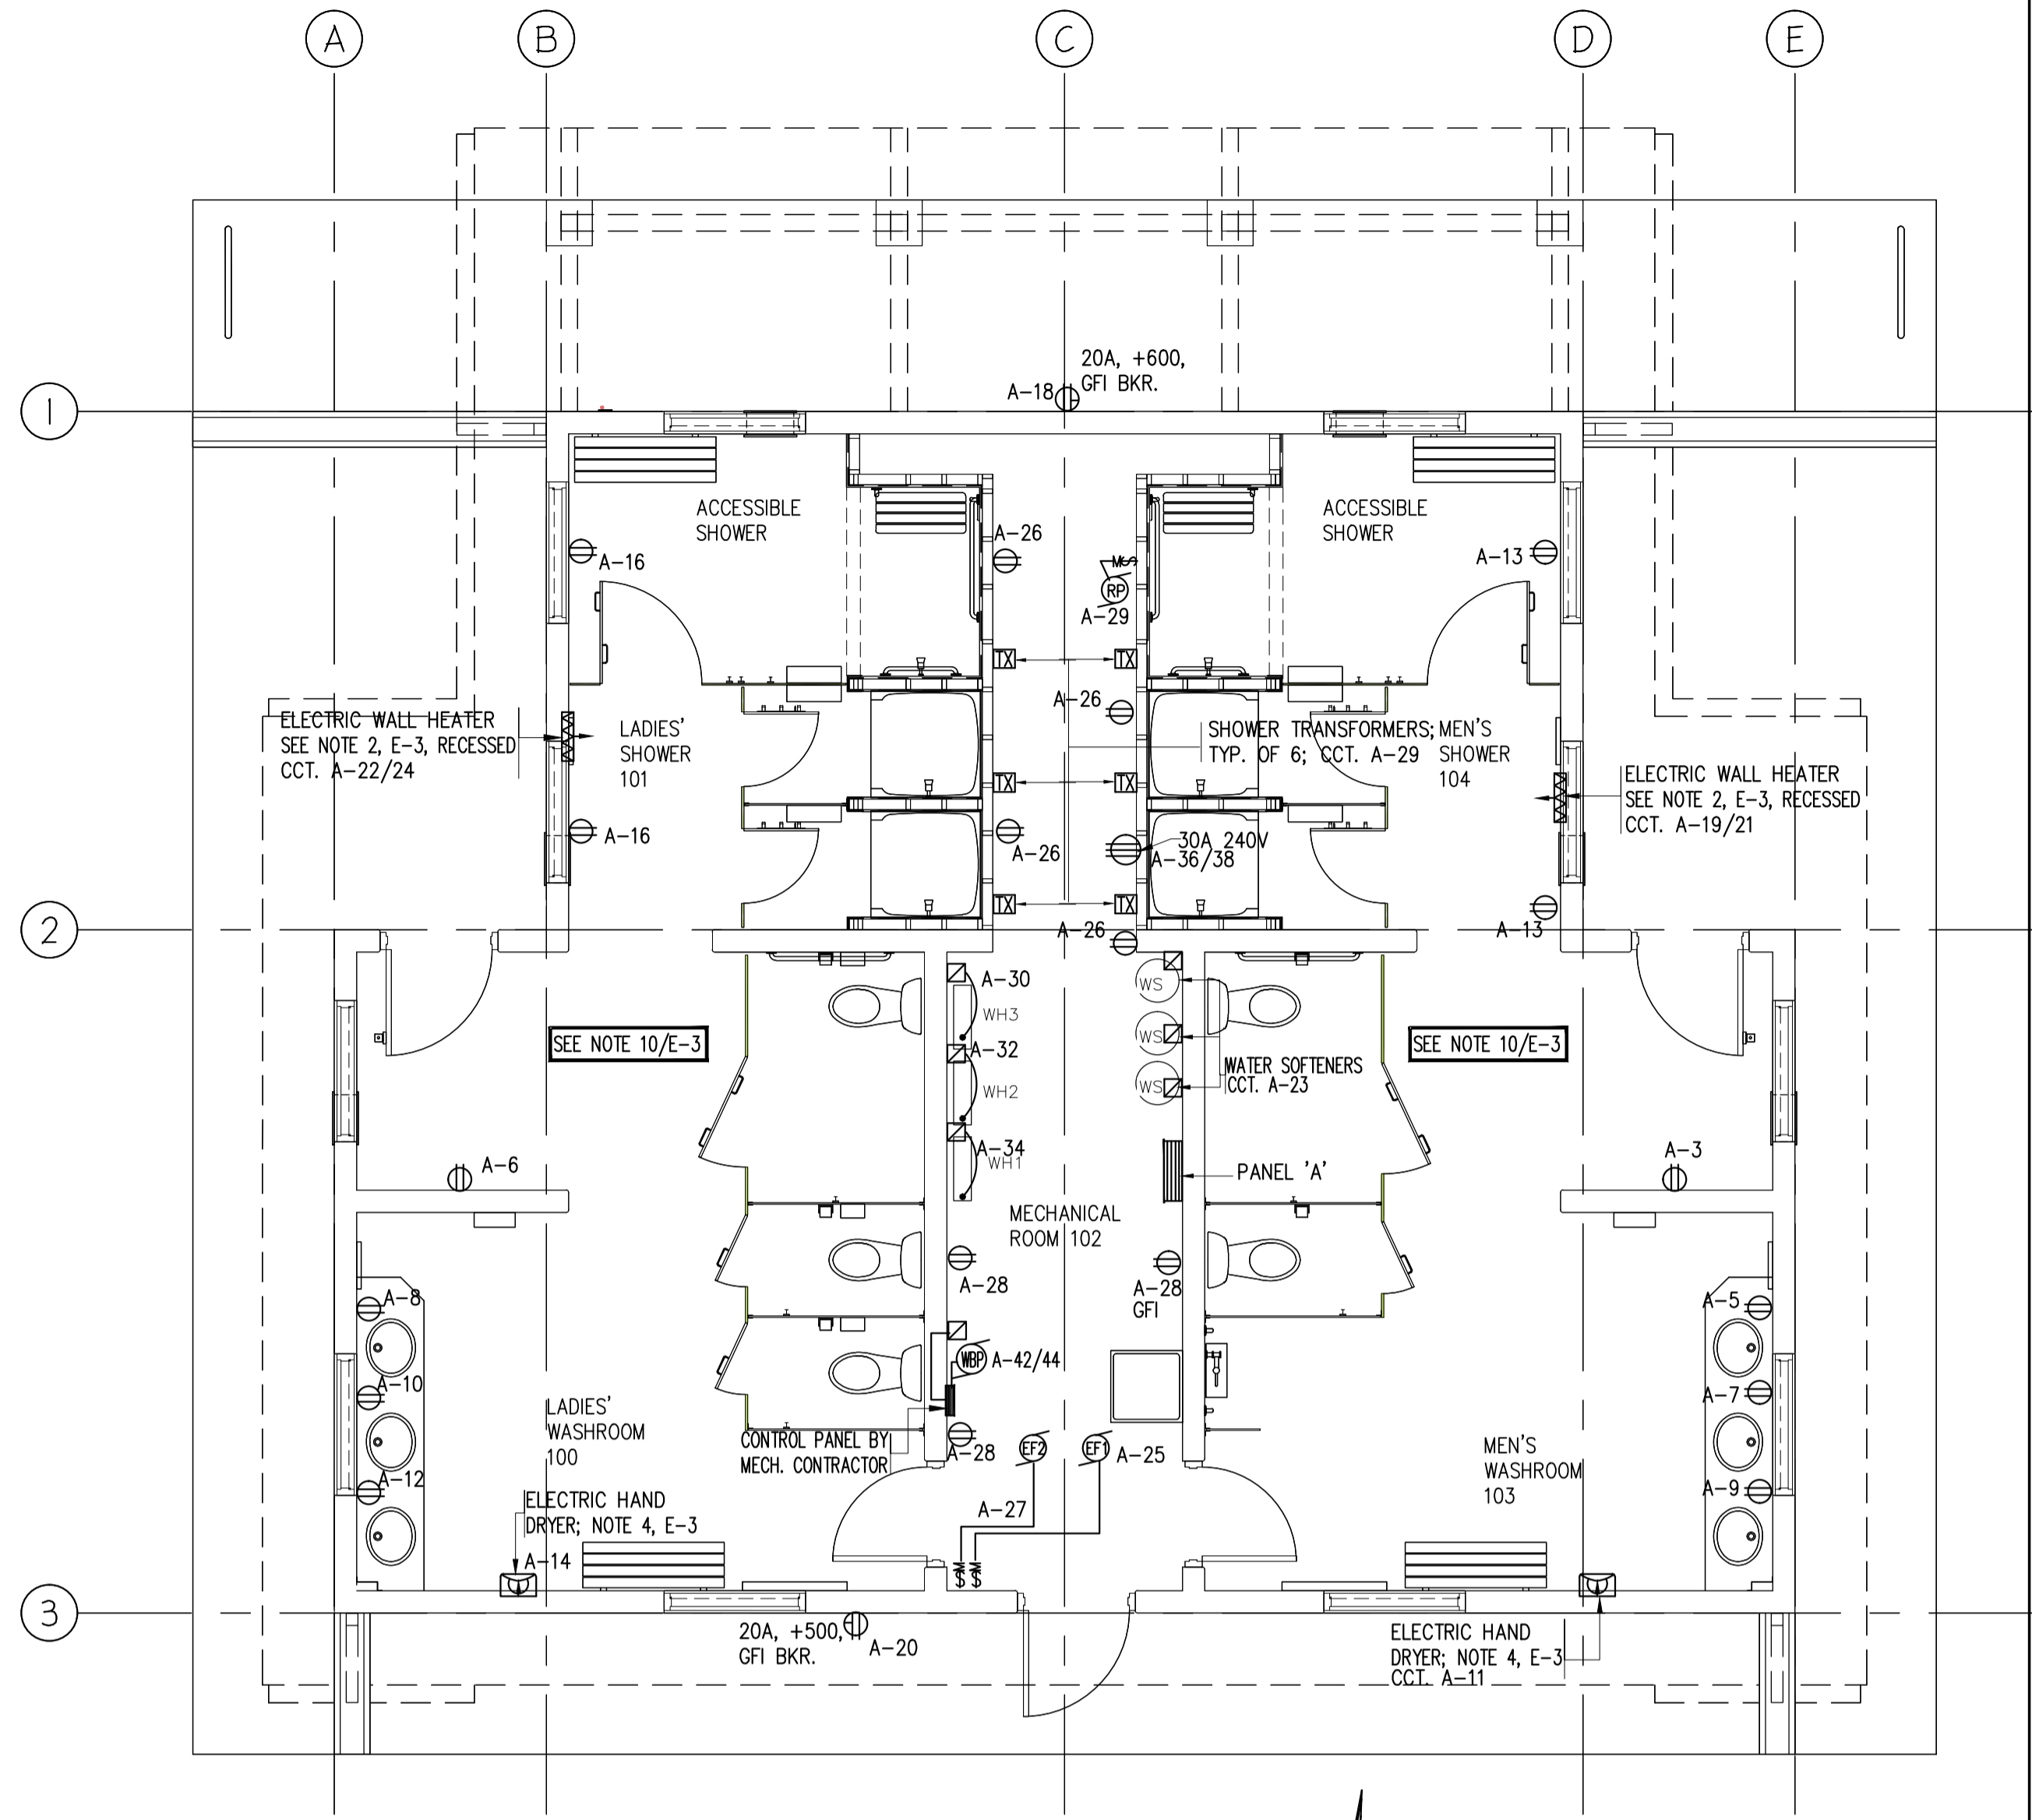 A
B
C
D
E
1
20A, +600,
GFI BKR.
A-18
ACCESSIBLE
SHOWER
ACCESSIBLE
SHOWER
A-26
A-16
A-13
M$
RP
A-29
TX
TX
A-26
ELECTRIC WALL HEATER
SEE NOTE 2, E-3, RECESSED
CCT. A-22/24
LADIES'
SHOWER
101
SHOWER TRANSFORMERS;
TYP. OF 6; CCT. A-29
MEN'S
SHOWER
104
ELECTRIC WALL HEATER
SEE NOTE 2, E-3, RECESSED
CCT. A-19/21
TX
TX
A-16
A-26
30A 240V
A-36/38
TX
TX
2
A-26
A-13
A-30
WS
WH3
SEE NOTE 10/E-3
SEE NOTE 10/E-3
A-32
WS
WATER SOFTENERS
CCT. A-23
WH2
WS
A-34
WH1
A-6
PANEL 'A'
A-3
MECHANICAL
ROOM 102
A-28
A-28
GFI
A-8
A-5
WBP
A-42/44
A-10
A-7
LADIES'
WASHROOM
100
CONTROL PANEL BY
MECH. CONTRACTOR
A-28
EF2
EF1
A-25
MEN'S
WASHROOM
103
A-12
A-9
ELECTRIC HAND
DRYER; NOTE 4, E-3
A-14
A-27
M$
M$
3
20A, +500,
GFI BKR.
A-20
ELECTRIC HAND
DRYER; NOTE 4, E-3
CCT. A-11